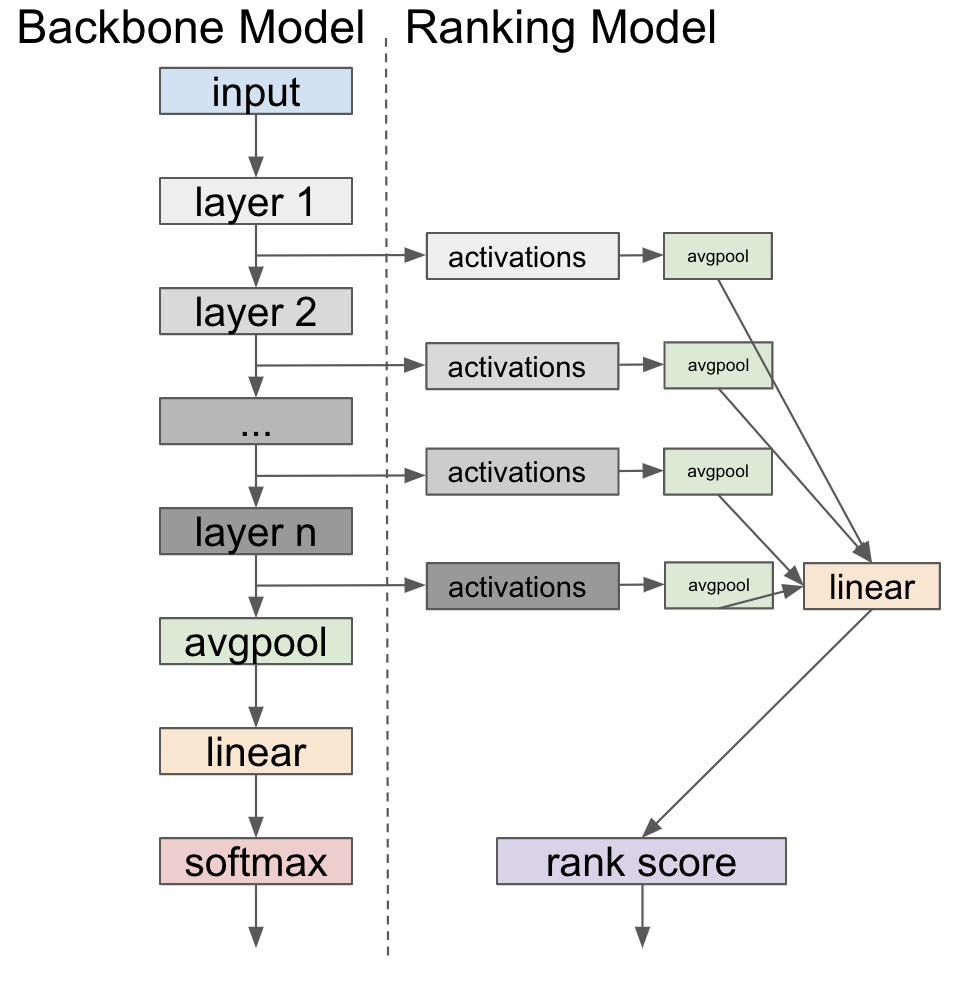 Backbone Model
Ranking Model
input
layer 1
activations
avgpool
layer 2
activations
avgpool
...
activations
avgpool
layer n
activations
avgpool
linear
avgpool
linear
softmax
rank score